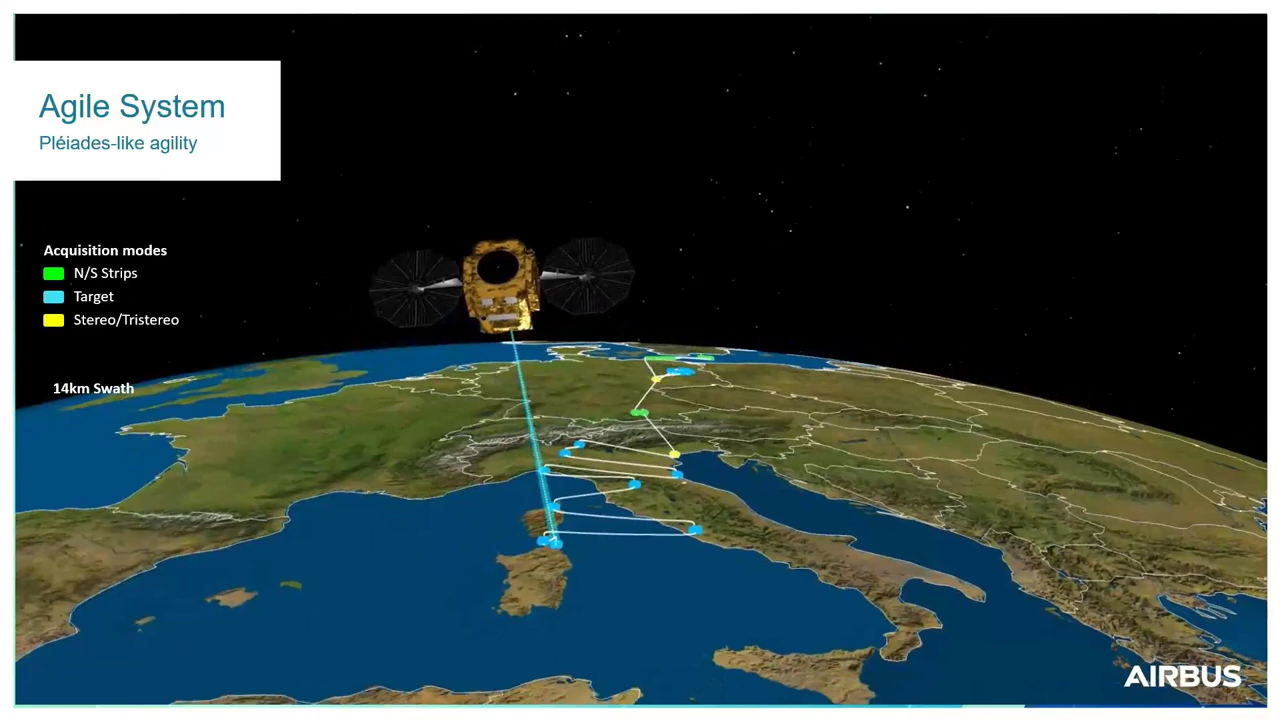 Agile System
Pléiades-like agility
Acquisition modes
N/S Strips
Target
Stereo/Tristereo
14km Swath
AIRBUS